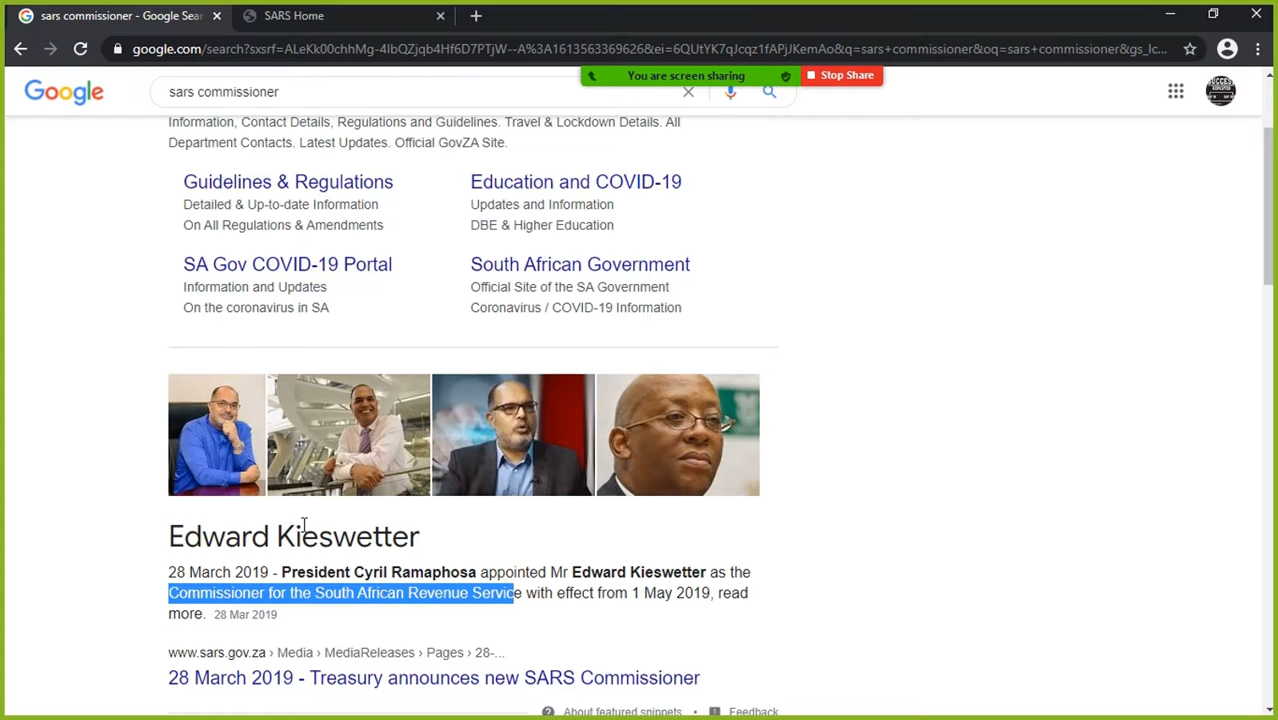 sars commissioner - Google Sear
SARS Home
google.com/search?sxsrf=ALeKk00chhMg-4IbQZjqb4Hf6D7PTjW--A%3A1613563369626&ei=6QUtYK7qJcqz1fAPjJKemAo&q=sars+commissioner&oq=sars+commissioner&gs_lc...
You are screen sharing
Stop Share
Google
sars commissioner
Information, Contact Details, Regulations and Guidelines. Travel & Lockdown Details. All
Department Contacts. Latest Updates. Official GovZA Site.
Guidelines & Regulations
Detailed & Up-to-date Information
On All Regulations & Amendments
Education and COVID-19
Updates and Information
DBE & Higher Education
SA Gov COVID-19 Portal
Information and Updates
On the coronavirus in SA
South African Government
Official Site of the SA Government
Coronavirus / COVID-19 Information
Edward Kieswetter
28 March 2019 - President Cyril Ramaphosa appointed Mr Edward Kieswetter as the
Commissioner for the South African Revenue Service with effect from 1 May 2019, read
more. 28 Mar 2019
www.sars.gov.za › Media › MediaReleases › Pages › 28-...
28 March 2019 - Treasury announces new SARS Commissioner
About featured snippets • Feedback